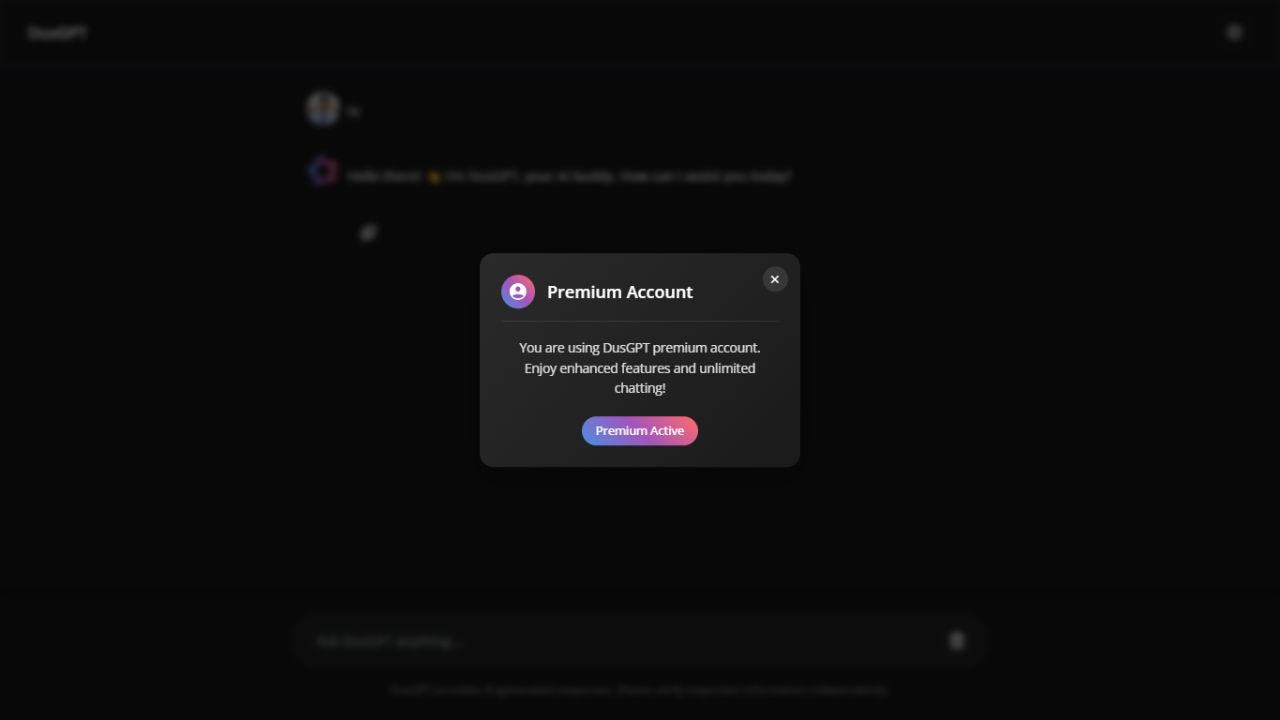 DusGPT
Hello there! 👋 I'm DusGPT, your AI buddy. How can I assist you today?
Premium Account
You are using DusGPT premium account.
Enjoy enhanced features and unlimited
chatting!
Premium Active
Ask DusGPT anything...
DusGPT provides AI-generated responses. Please verify important information independently.